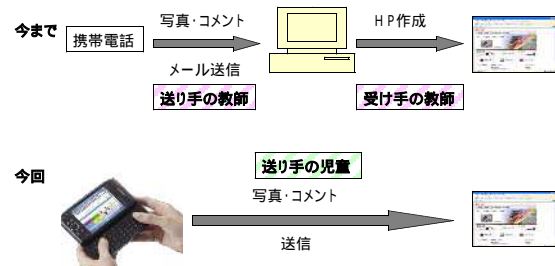 今まで
携帯電話
写真・コメント
メール送信
送り手の教師
ＨＰ作成
受け手の教師
今回
送り手の児童
写真・コメント
送信